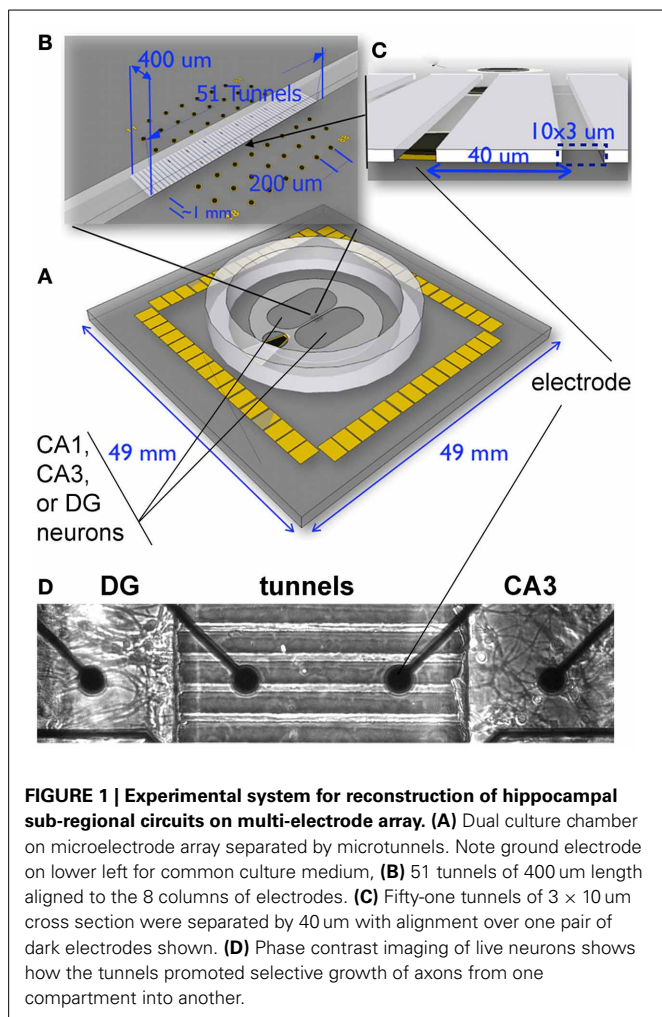 B
400 um
51 Tunnels
200 um
~1 mm
C
10x3 um
40 um
A
electrode
CA1,
CA3,
or DG
neurons
49 mm
49 mm
D DG tunnels CA3
FIGURE 1 | Experimental system for reconstruction of hippocampal
sub-regional circuits on multi-electrode array. (A) Dual culture chamber
on microelectrode array separated by microtunnels. Note ground electrode
on lower left for common culture medium, (B) 51 tunnels of 400 um length
aligned to the 8 columns of electrodes. (C) Fifty-one tunnels of 3 × 10 um
cross section were separated by 40 um with alignment over one pair of
dark electrodes shown. (D) Phase contrast imaging of live neurons shows
how the tunnels promoted selective growth of axons from one
compartment into another.